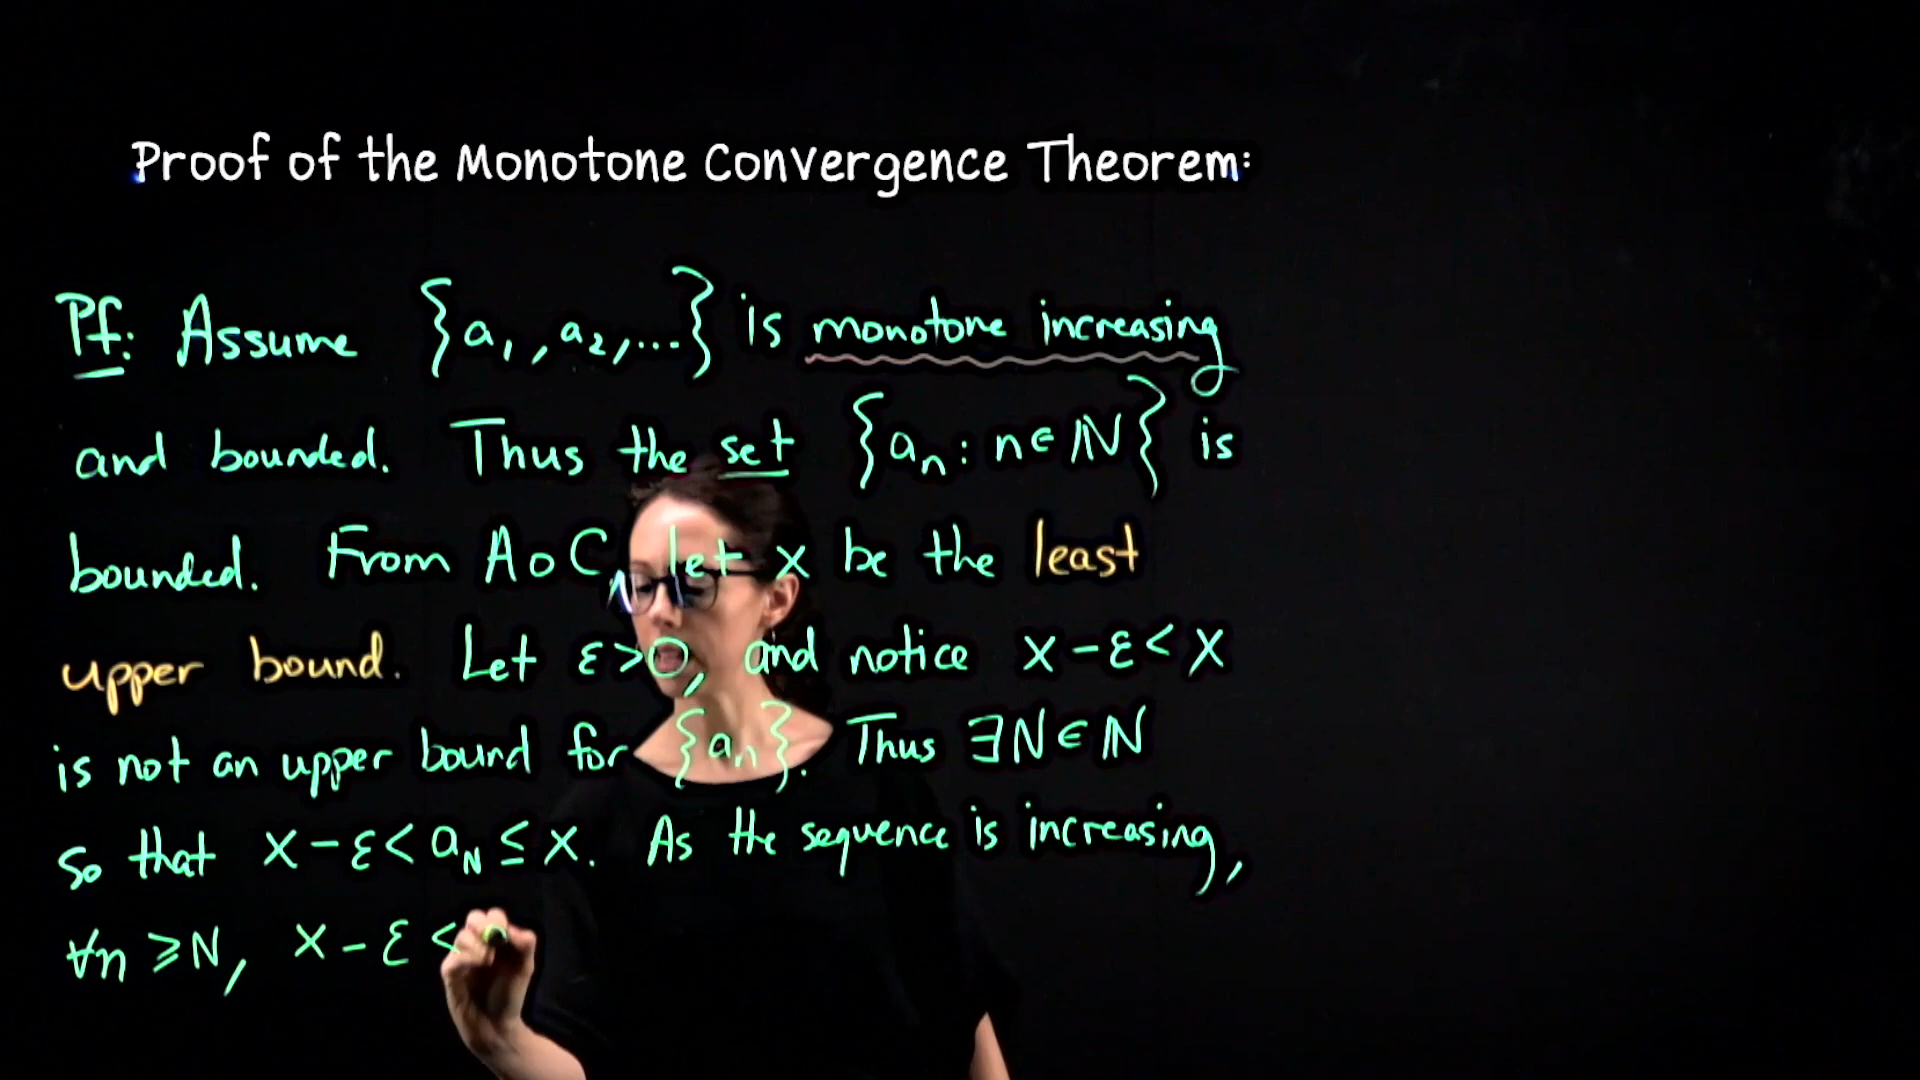 Proof of the Monotone Convergence Theorem:
Pf: Assume {a₁, a₂, ...} is monotone increasing
and bounded. Thus the set {aₙ : n ∈ ℕ} is
bounded. From AoC, let x be the least
upper bound. Let ε > 0, and notice x - ε < x
is not an upper bound for {aₙ}. Thus ∃N ∈ ℕ
so that x - ε < a_N ≤ x. As the sequence is increasing,
∀n ≥ N, x - ε <